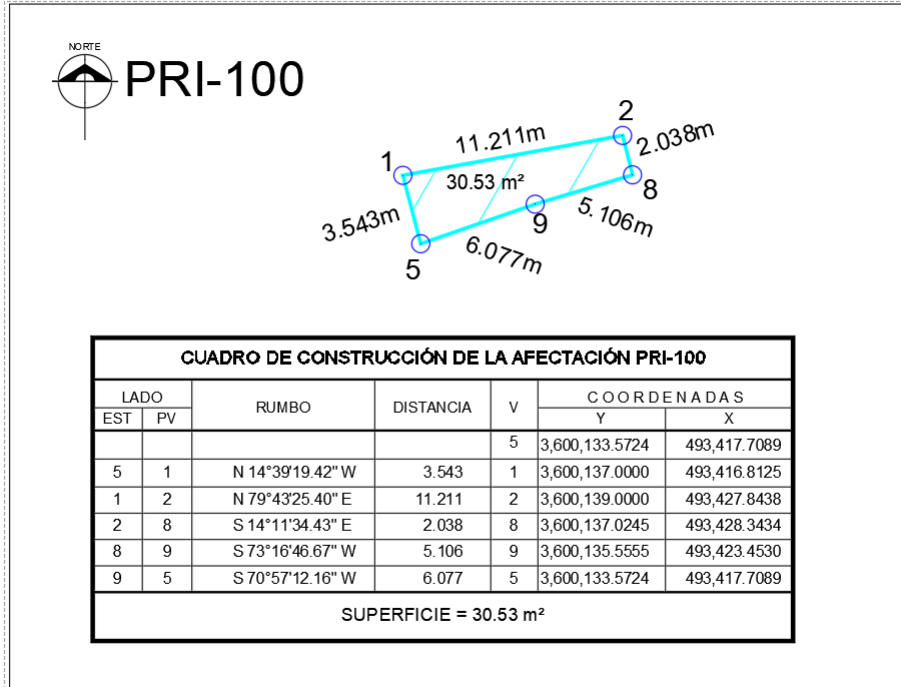 NORTE
PRI-100
2
11.211m
2.038m
1
30.53 m²
8
3.543m
9
5.106m
5
6.077m
CUADRO DE CONSTRUCCIÓN DE LA AFECTACIÓN PRI-100
LADO RUMBO DISTANCIA V COORDENADAS
EST PV Y X
5 3,600,133.5724 493,417.7089
5 1 N 14°39'19.42" W 3.543 1 3,600,137.0000 493,416.8125
1 2 N 79°43'25.40" E 11.211 2 3,600,139.0000 493,427.8438
2 8 S 14°11'34.43" E 2.038 8 3,600,137.0245 493,428.3434
8 9 S 73°16'46.67" W 5.106 9 3,600,135.5555 493,423.4530
9 5 S 70°57'12.16" W 6.077 5 3,600,133.5724 493,417.7089
SUPERFICIE = 30.53 m²